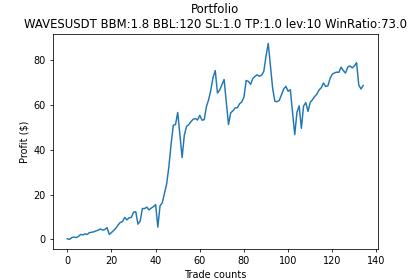 Portfolio
WAVESUSDT BBM:1.8 BBL:120 SL:1.0 TP:1.0 lev:10 WinRatio:73.0
80
60
40
20
0
Profit ($)
0 20 40 60 80 100 120 140
Trade counts